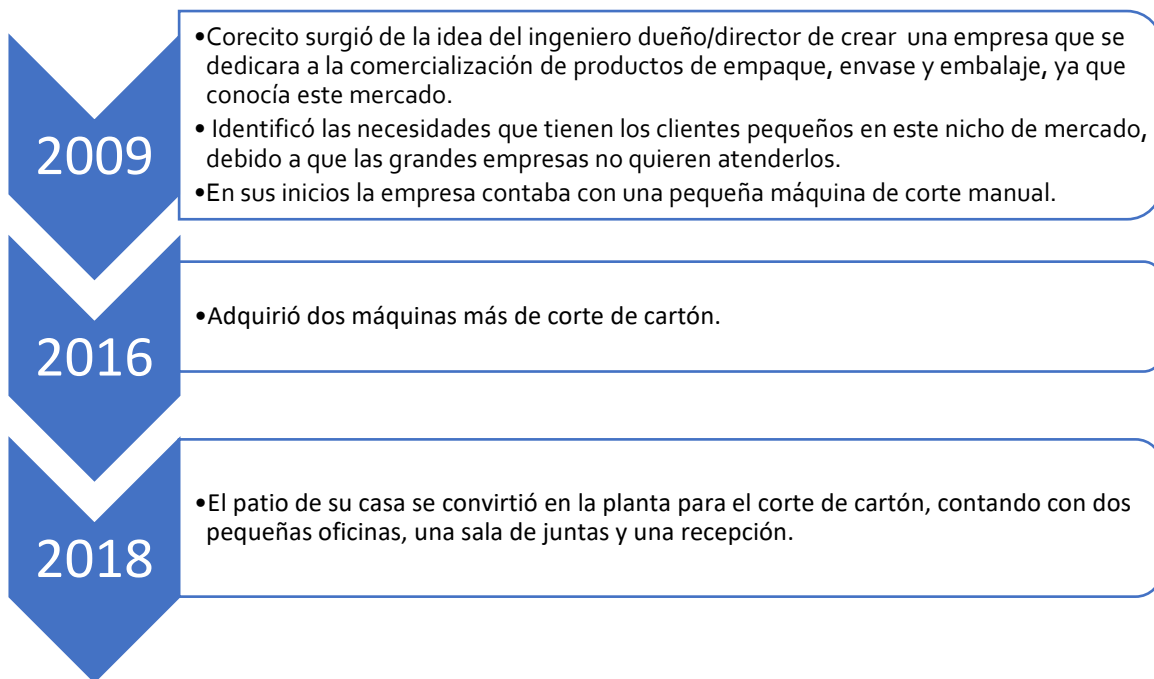 2009
•Corecito surgió de la idea del ingeniero dueño/director de crear una empresa que se
dedicara a la comercialización de productos de empaque, envase y embalaje, ya que
conocía este mercado.
• Identificó las necesidades que tienen los clientes pequeños en este nicho de mercado,
debido a que las grandes empresas no quieren atenderlos.
•En sus inicios la empresa contaba con una pequeña máquina de corte manual.
2016
•Adquirió dos máquinas más de corte de cartón.
2018
•El patio de su casa se convirtió en la planta para el corte de cartón, contando con dos
pequeñas oficinas, una sala de juntas y una recepción.